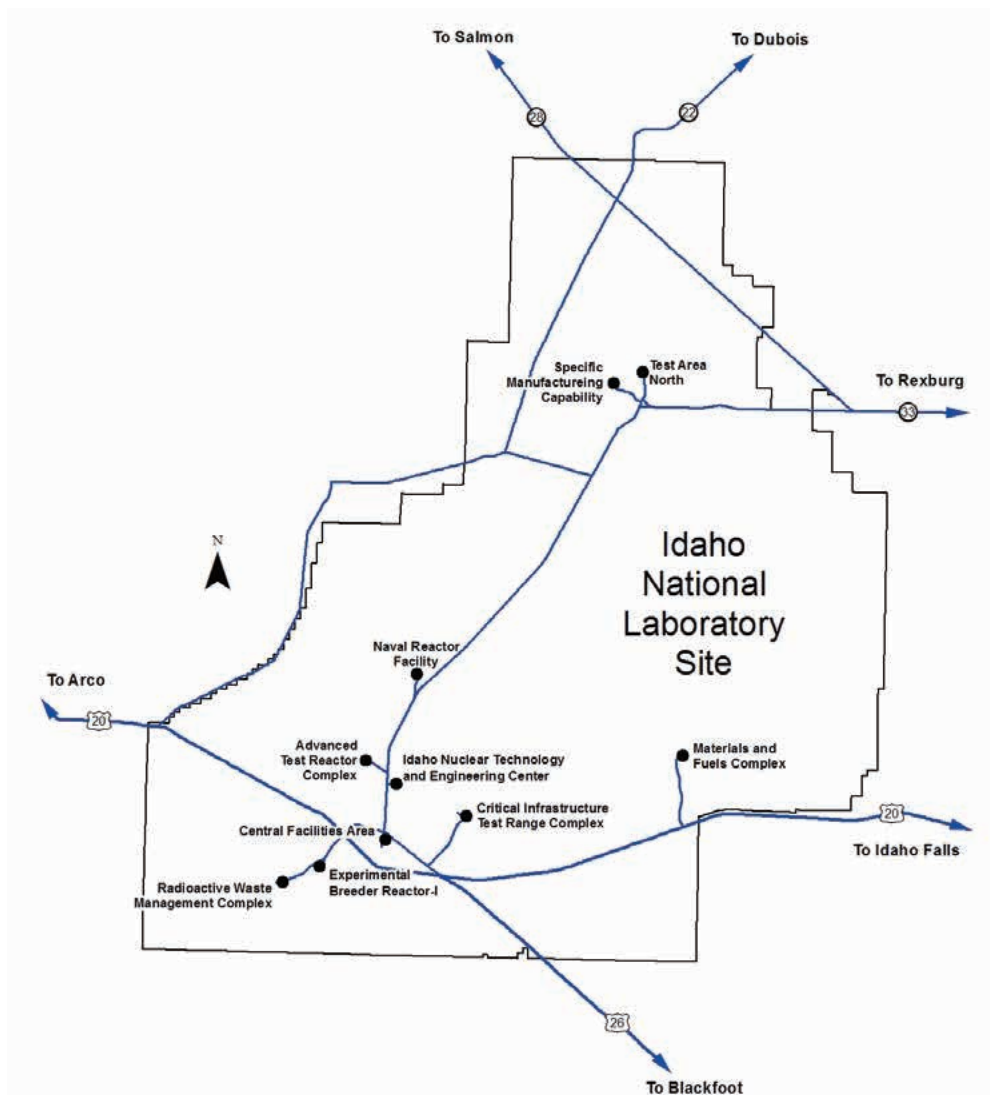 To Salmon
To Dubois
28
22
Specific
Manufactureing
Capability
Test Area
North
To Rexburg
33
Idaho
National
Laboratory
Site
N
Naval Reactor
Facility
To Arco
20
Advanced
Test Reactor
Complex
Idaho Nuclear Technology
and Engineering Center
Materials and
Fuels Complex
Critical Infrastructure
Test Range Complex
Central Facilities Area
20
To Idaho Falls
Experimental
Breeder Reactor-I
Radioactive Waste
Management Complex
26
To Blackfoot